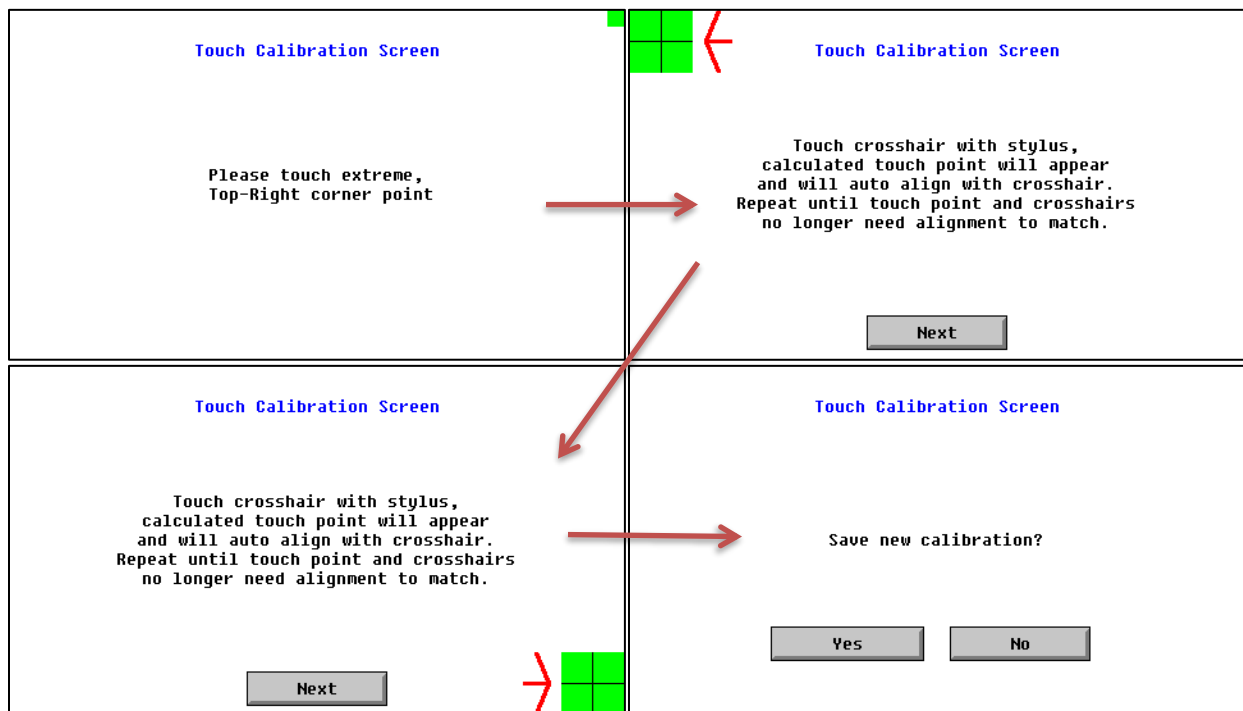 Touch Calibration Screen
Please touch extreme,
Top-Right corner point
Touch Calibration Screen
Touch crosshair with stylus,
calculated touch point will appear
and will auto align with crosshair.
Repeat until touch point and crosshairs
no longer need alignment to match.
Next
Touch Calibration Screen
Touch crosshair with stylus,
calculated touch point will appear
and will auto align with crosshair.
Repeat until touch point and crosshairs
no longer need alignment to match.
Next
Touch Calibration Screen
Save new calibration?
Yes No